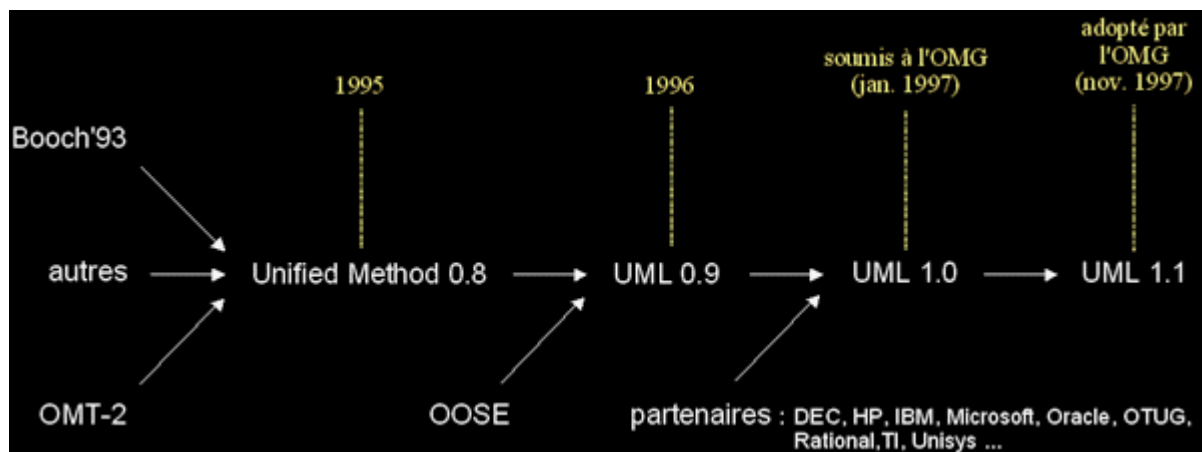 adopté par
l'OMG
(nov. 1997)
soumis à l'OMG
(jan. 1997)
1995
1996
Booch'93
autres
Unified Method 0.8
UML 0.9
UML 1.0
UML 1.1
OMT-2
OOSE
partenaires : DEC, HP, IBM, Microsoft, Oracle, OTUG,
Rational,TI, Unisys ...